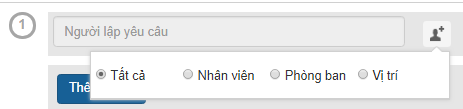 1
Người lập yêu cầu
Tất cả Nhân viên Phòng ban Vị trí